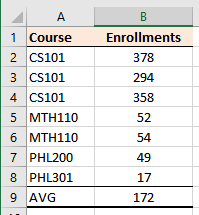 A B
1 Course Enrollments
2 CS101 378
3 CS101 294
4 CS101 358
5 MTH110 52
6 MTH110 54
7 PHL200 49
8 PHL301 17
9 AVG 172